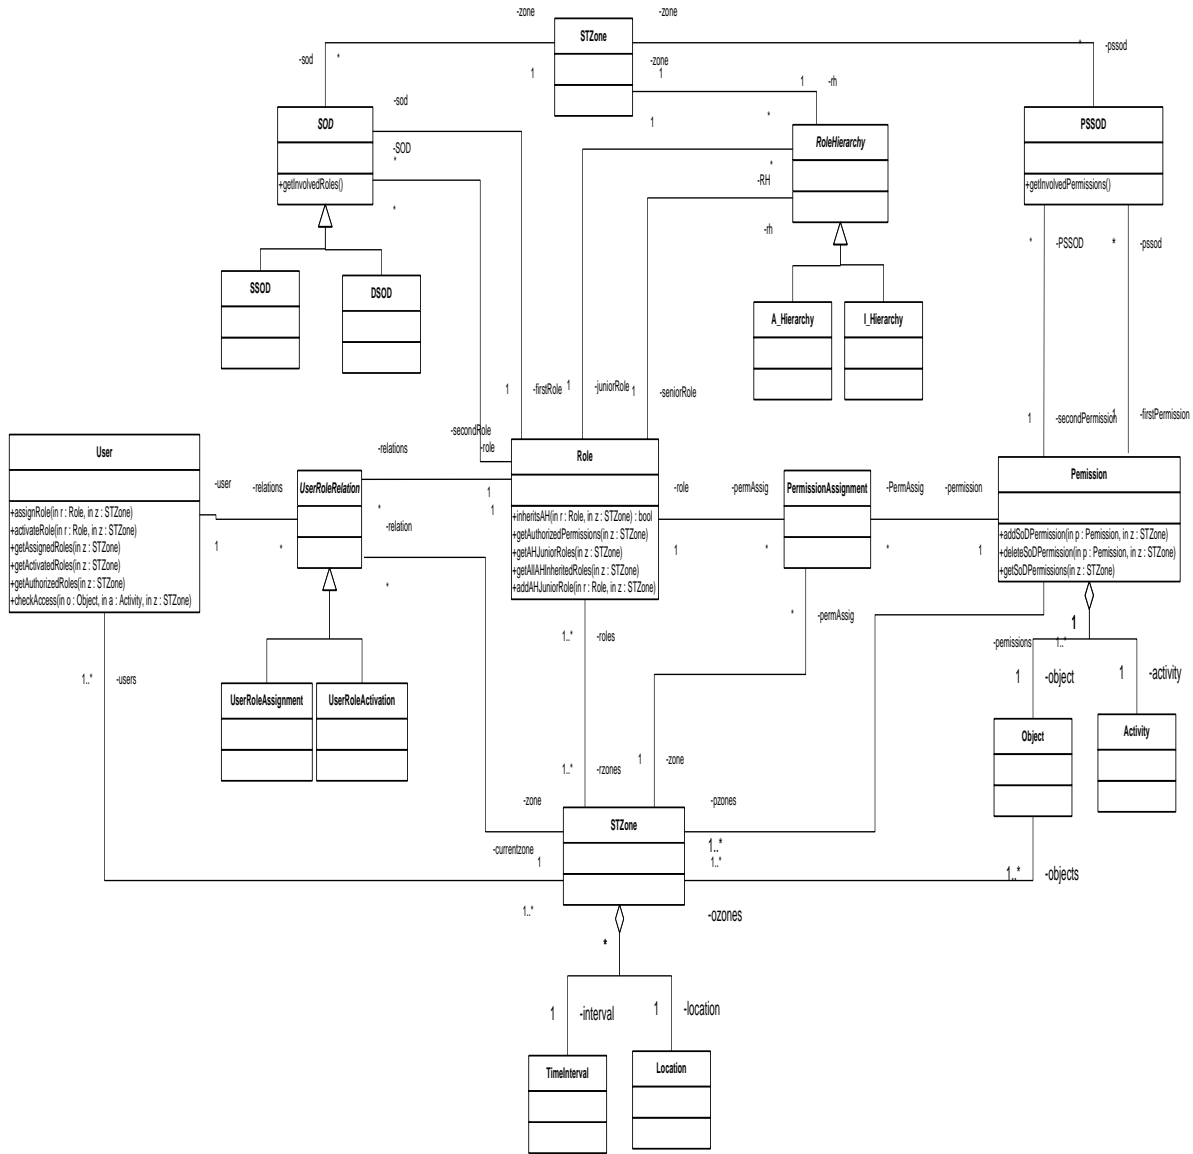 -zone
-zone
STZone
-sod
*
*
-pssod
-zone
1
1
1
-rh
-sod
1
*
SOD
RoleHierarchy
PSSOD
-SOD
*
*
-RH
+getInvolvedRoles()
+getInvolvedPermissions()
*
-rh
*
-PSSOD
*
-pssod
SSOD
DSOD
A_Hierarchy
I_Hierarchy
1
-firstRole
1
-juniorRole
1
-seniorRole
1
-secondPermission
1
-firstPermission
-secondRole
-role
-relations
User
Role
Pemission
UserRoleRelation
PermissionAssignment
-user
-relations
-role
-permAssig
-PermAssig
-permission
1
1
*
-relation
+assignRole(in r : Role, in z : STZone)
+activateRole(in r : Role, in z : STZone)
+getAssignedRoles(in z : STZone)
+getActivatedRoles(in z : STZone)
+getAuthorizedRoles(in z : STZone)
+checkAccess(in o : Object, in a : Activity, in z : STZone)
+inheritsAH(in r : Role, in z : STZone) : bool
+getAuthorizedPermissions(in z : STZone)
+getAHJuniorRoles(in z : STZone)
+getAllAHInheritedRoles(in z : STZone)
+addAHJuniorRole(in r : Role, in z : STZone)
+addSoDPermission(in p : Pemission, in z : STZone)
+deleteSoDPermission(in p : Pemission, in z : STZone)
+getSoDPermissions(in z : STZone)
1
*
*
1
*
*
1
*
-permAssig
1..*
-roles
1
-pemissions
1..*
1..*
-users
1
-object
1
-activity
UserRoleAssignment
UserRoleActivation
Object
Activity
1..*
-rzones
1
-zone
-zone
-pzones
STZone
-currentzone
1
1..*
1..*
1..*
-objects
1..*
-ozones
*
1
-interval
1
-location
TimeInterval
Location